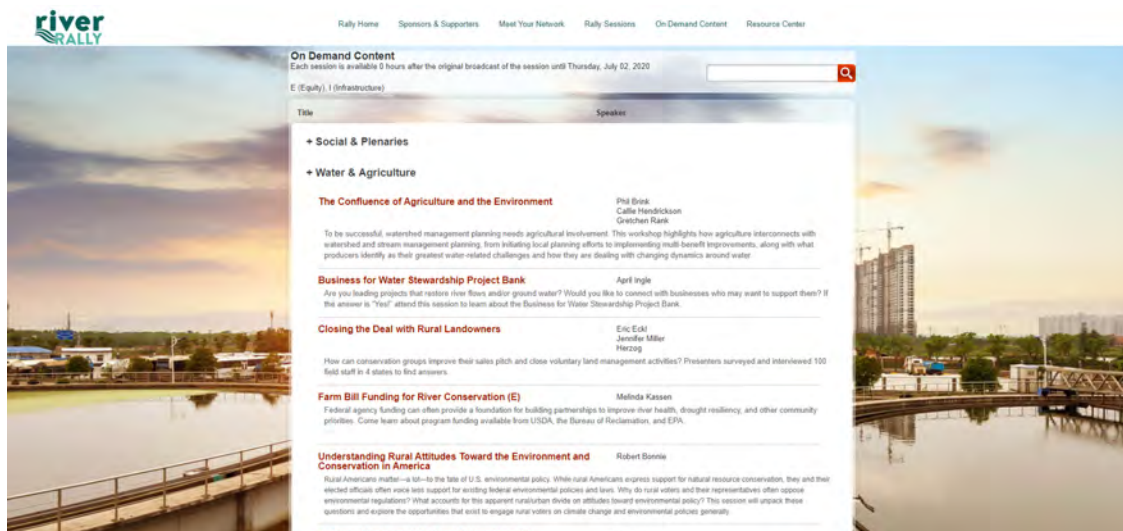 river
RALLY
Rally Home Sponsors & Supporters Meet Your Network Rally Sessions On-Demand Content Resource Center
On Demand Content
Each session is available 0 hours after the original broadcast of the session until Thursday, July 02, 2020
E (Equity), I (Infrastructure)
Title Speaker
+ Social & Plenaries
+ Water & Agriculture
The Confluence of Agriculture and the Environment Phil Brink
Callie Hendrickson
Gretchen Rank
To be successful, watershed management planning needs agricultural involvement. This workshop highlights how agriculture interconnects with
watershed and stream management planning, from initiating local planning efforts to implementing multi-benefit improvements, along with what
producers identify as their greatest water-related challenges and how they are dealing with changing dynamics around water.
Business for Water Stewardship Project Bank April Ingle
Are you leading projects that restore river flows and/or ground water? Would you like to connect with businesses who may want to support them? If
the answer is "Yes!" attend this session to learn about the Business for Water Stewardship Project Bank.
Closing the Deal with Rural Landowners Eric Eckl
Jennifer Miller
Herzog
How can conservation groups improve their sales pitch and close voluntary land management activities? Presenters surveyed and interviewed 100
field staff in 4 states to find answers.
Farm Bill Funding for River Conservation (E) Melinda Kassen
Federal agency funding can often provide a foundation for building partnerships to improve river health, drought resiliency, and other community
priorities. Come learn about program funding available from USDA, the Bureau of Reclamation, and EPA.
Understanding Rural Attitudes Toward the Environment and Robert Bonnie
Conservation in America
Rural Americans matter—a lot—to the fate of U.S. environmental policy. While rural Americans express support for natural resource conservation, they and their
elected officials often voice less support for existing federal environmental policies and laws. Why do rural voters and their representatives often oppose
environmental regulations? What accounts for this apparent rural/urban divide on attitudes toward environmental policy? This session will unpack these
questions and explore the opportunities that exist to engage rural voters on climate change and environmental policies generally.